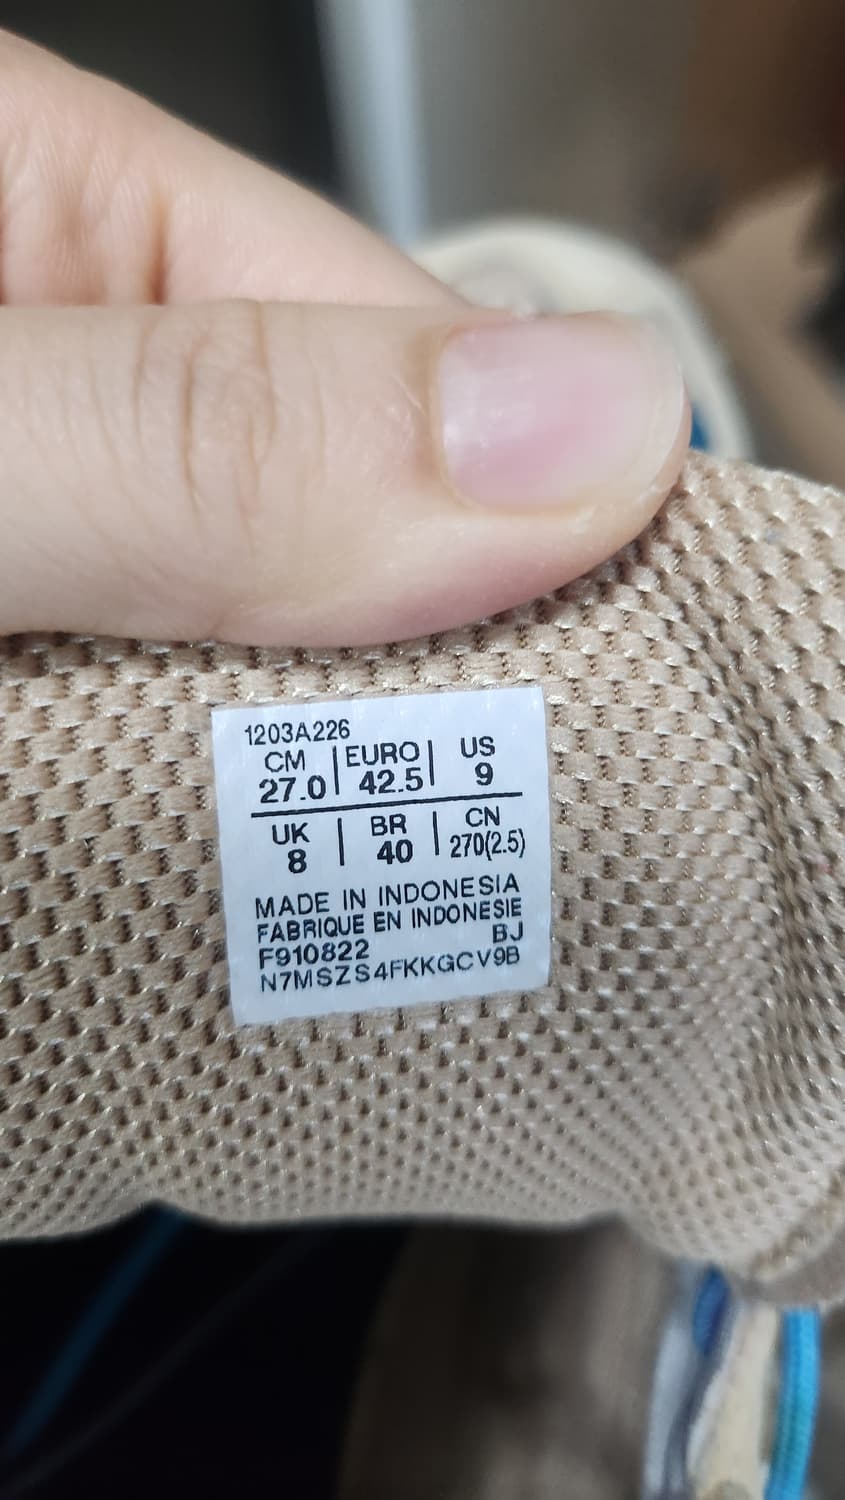 1203A226
CM | EURO | US
27.0 | 42.5 | 9
UK | BR | CN
8 | 40 | 270(2.5)
MADE IN INDONESIA
FABRIQUE EN INDONESIE
F910822 BJ
N7MSZS4FKKGCV9B